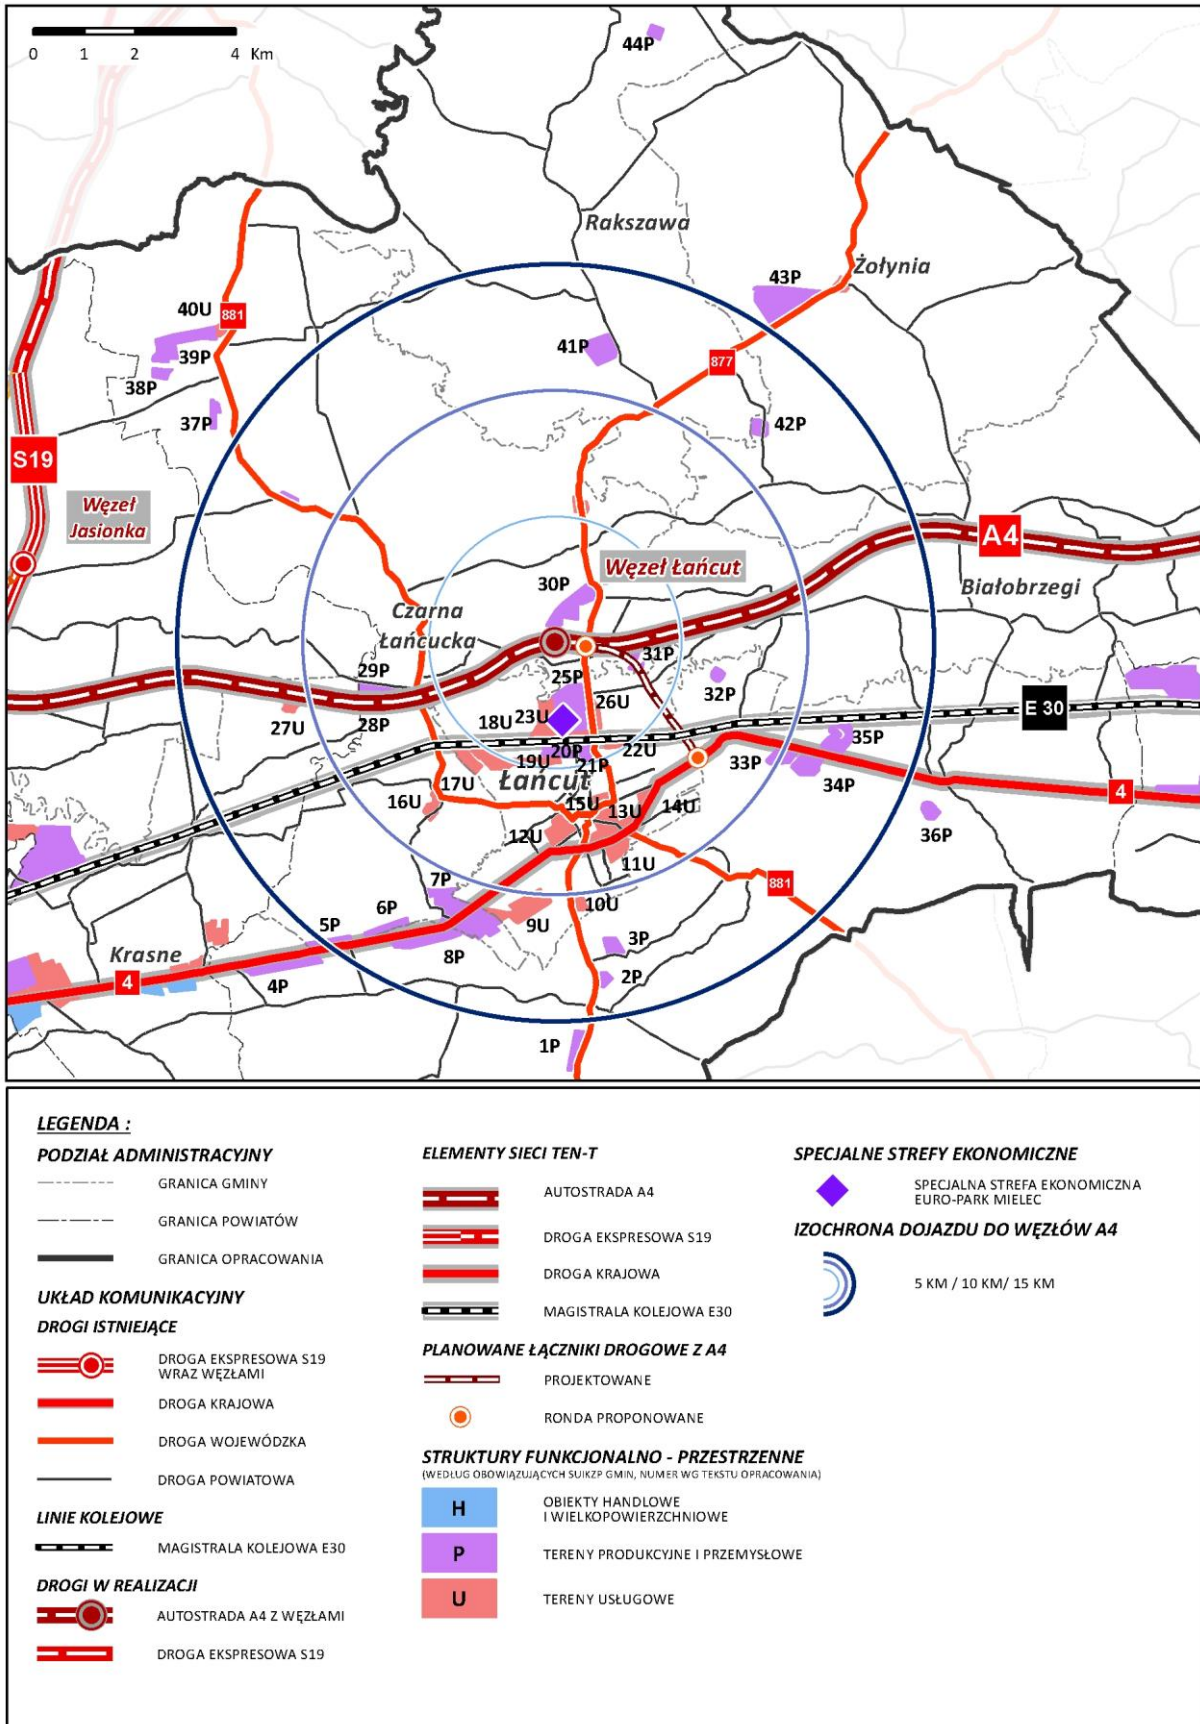 0 1 2 4 Km
44P
Rakszawa
Żołynia
43P
40U
881
39P
38P
37P
41P
877
42P
S19
Węzeł
Jasionka
A4
Węzeł Łańcut
Białobrzegi
30P
Czarna
Łańcucka
31P
29P
25P
32P
26U
28P
27U
18U
23U
E 30
20P
19U
22U
21P
35P
33P
Łańcut
17U
34P
16U
15U
13U
14U
4
36P
12U
11U
881
7P
10U
6P
9U
5P
3P
8P
Krasne
4
4P
2P
1P
LEGENDA :
PODZIAŁ ADMINISTRACYJNY
GRANICA GMINY
GRANICA POWIATÓW
GRANICA OPRACOWANIA
UKŁAD KOMUNIKACYJNY
DROGI ISTNIEJĄCE
DROGA EKSPRESOWA S19
WRAZ WĘZŁAMI
DROGA KRAJOWA
DROGA WOJEWÓDZKA
DROGA POWIATOWA
LINIE KOLEJOWE
MAGISTRALA KOLEJOWA E30
DROGI W REALIZACJI
AUTOSTRADA A4 Z WĘZŁAMI
DROGA EKSPRESOWA S19
ELEMENTY SIECI TEN-T
AUTOSTRADA A4
DROGA EKSPRESOWA S19
DROGA KRAJOWA
MAGISTRALA KOLEJOWA E30
PLANOWANE ŁĄCZNIKI DROGOWE Z A4
PROJEKTOWANE
RONDA PROPONOWANE
STRUKTURY FUNKCJONALNO - PRZESTRZENNE
(WEDŁUG OBOWIĄZUJĄCYCH SUIKZP GMIN, NUMER WG TEKSTU OPRACOWANIA)
H OBIEKTY HANDLOWE
I WIELKOPOWIERZCHNIOWE
P TERENY PRODUKCYJNE I PRZEMYSŁOWE
U TERENY USŁUGOWE
SPECJALNE STREFY EKONOMICZNE
SPECJALNA STREFA EKONOMICZNA
EURO-PARK MIELEC
IZOCHRONA DOJAZDU DO WĘZŁÓW A4
5 KM / 10 KM/ 15 KM